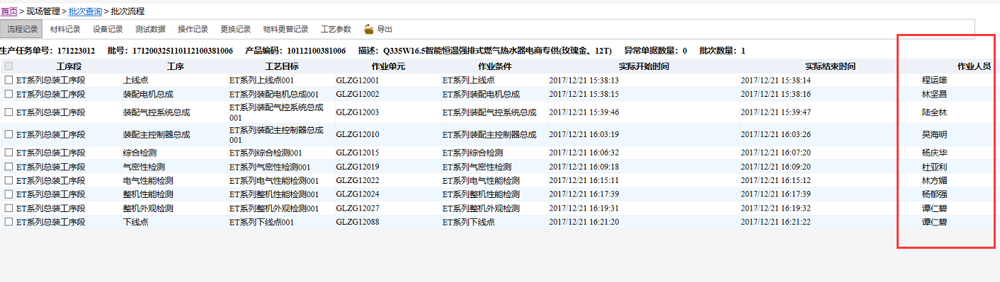 首页 > 现场管理 > 批次查询 > 批次流程
流程记录 材料记录 设备记录 测试数据 操作记录 更换记录 物料更替记录 工艺参数 导出
生产任务单号：171223012 批号：171200325110112100381006 产品编码：10112100381006 描述：Q335W16.5智能恒温强排式燃气热水器电商专供(玫瑰金、12T) 异常单据数量：0 批次数量：1
工序段 工序 工艺目标 作业单元 作业条件 实际开始时间 实际结束时间 作业人员
ET系列总装工序段 上线点 ET系列上线点001 GLZG12001 ET系列上线点 2017/12/21 15:38:13 2017/12/21 15:38:14 程运雄
ET系列总装工序段 装配电机总成 ET系列装配电机总成001 GLZG12002 ET系列装配电机总成 2017/12/21 15:38:15 2017/12/21 15:38:16 林坚昌
ET系列总装工序段 装配气控系统总成 ET系列装配气控系统总成001 GLZG12003 ET系列装配气控系统总成 2017/12/21 15:39:46 2017/12/21 15:39:47 陆全林
ET系列总装工序段 装配主控制器总成 ET系列装配主控制器总成001 GLZG12010 ET系列装配主控制器总成 2017/12/21 16:03:19 2017/12/21 16:03:26 吴海明
ET系列总装工序段 综合检测 ET系列综合检测001 GLZG12015 ET系列综合检测 2017/12/21 16:06:32 2017/12/21 16:07:20 杨庆华
ET系列总装工序段 气密性检测 ET系列气密性检测001 GLZG12019 ET系列气密性检测 2017/12/21 16:09:18 2017/12/21 16:09:20 杜亚利
ET系列总装工序段 电气性能检测 ET系列电气性能检测001 GLZG12022 ET系列电气性能检测 2017/12/21 16:15:11 2017/12/21 16:15:12 林方媚
ET系列总装工序段 整机性能检测 ET系列整机性能检测001 GLZG12024 ET系列整机性能检测 2017/12/21 16:17:39 2017/12/21 16:17:39 杨郁强
ET系列总装工序段 整机外观检测 ET系列整机外观检测001 GLZG12027 ET系列整机外观检测 2017/12/21 16:19:31 2017/12/21 16:19:32 谭仁碧
ET系列总装工序段 下线点 ET系列下线点001 GLZG12088 ET系列下线点 2017/12/21 16:21:20 2017/12/21 16:21:22 谭仁碧